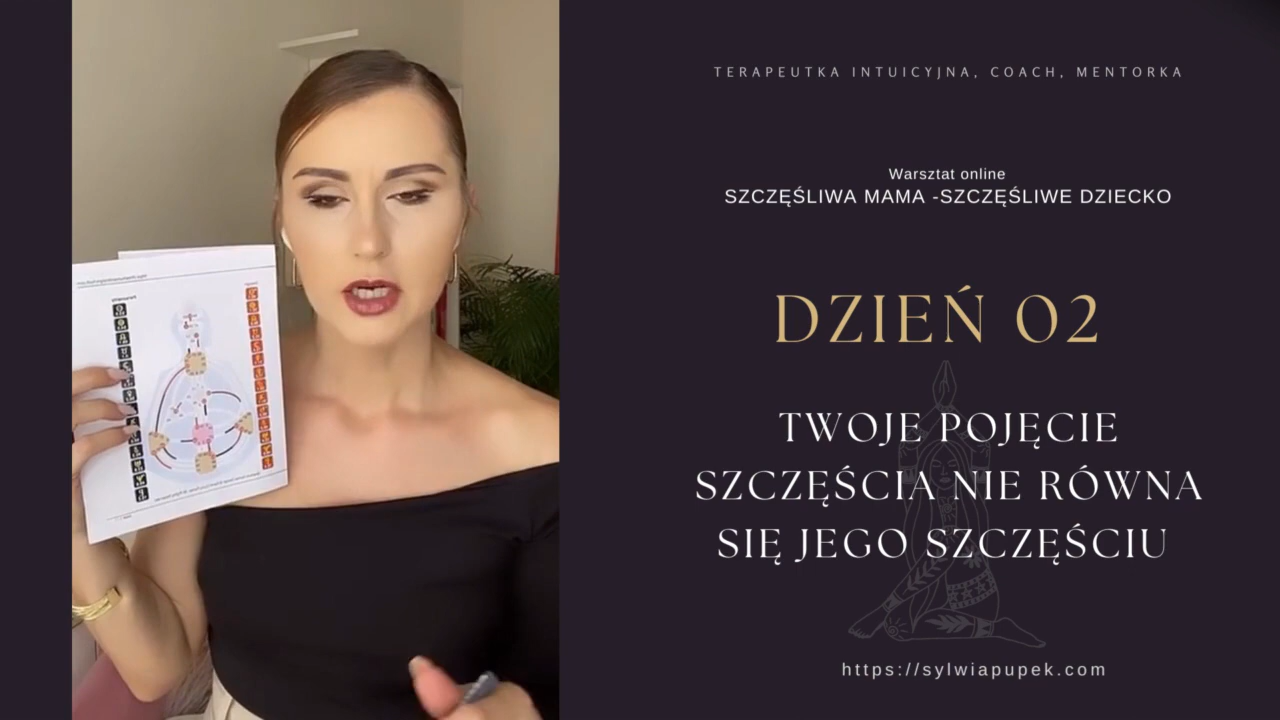 TERAPEUTKA INTUICYJNA, COACH, MENTORKA
Warsztat online
SZCZĘŚLIWA MAMA -SZCZĘŚLIWE DZIECKO
DZIEŃ 02
TWOJE POJĘCIE
SZCZĘŚCIA NIE RÓWNA
SIĘ JEGO SZCZĘŚCIU
https://sylwiapupek.com